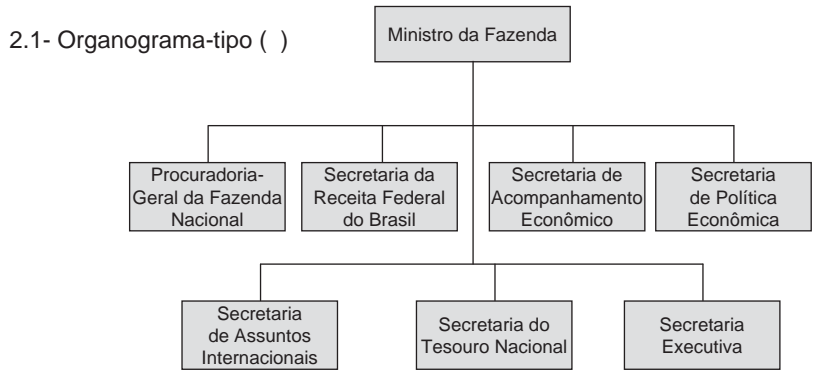 2.1- Organograma-tipo ( )
Ministro da Fazenda
Procuradoria-
Geral da Fazenda
Nacional
Secretaria da
Receita Federal
do Brasil
Secretaria de
Acompanhamento
Econômico
Secretaria
de Política
Econômica
Secretaria
de Assuntos
Internacionais
Secretaria do
Tesouro Nacional
Secretaria
Executiva